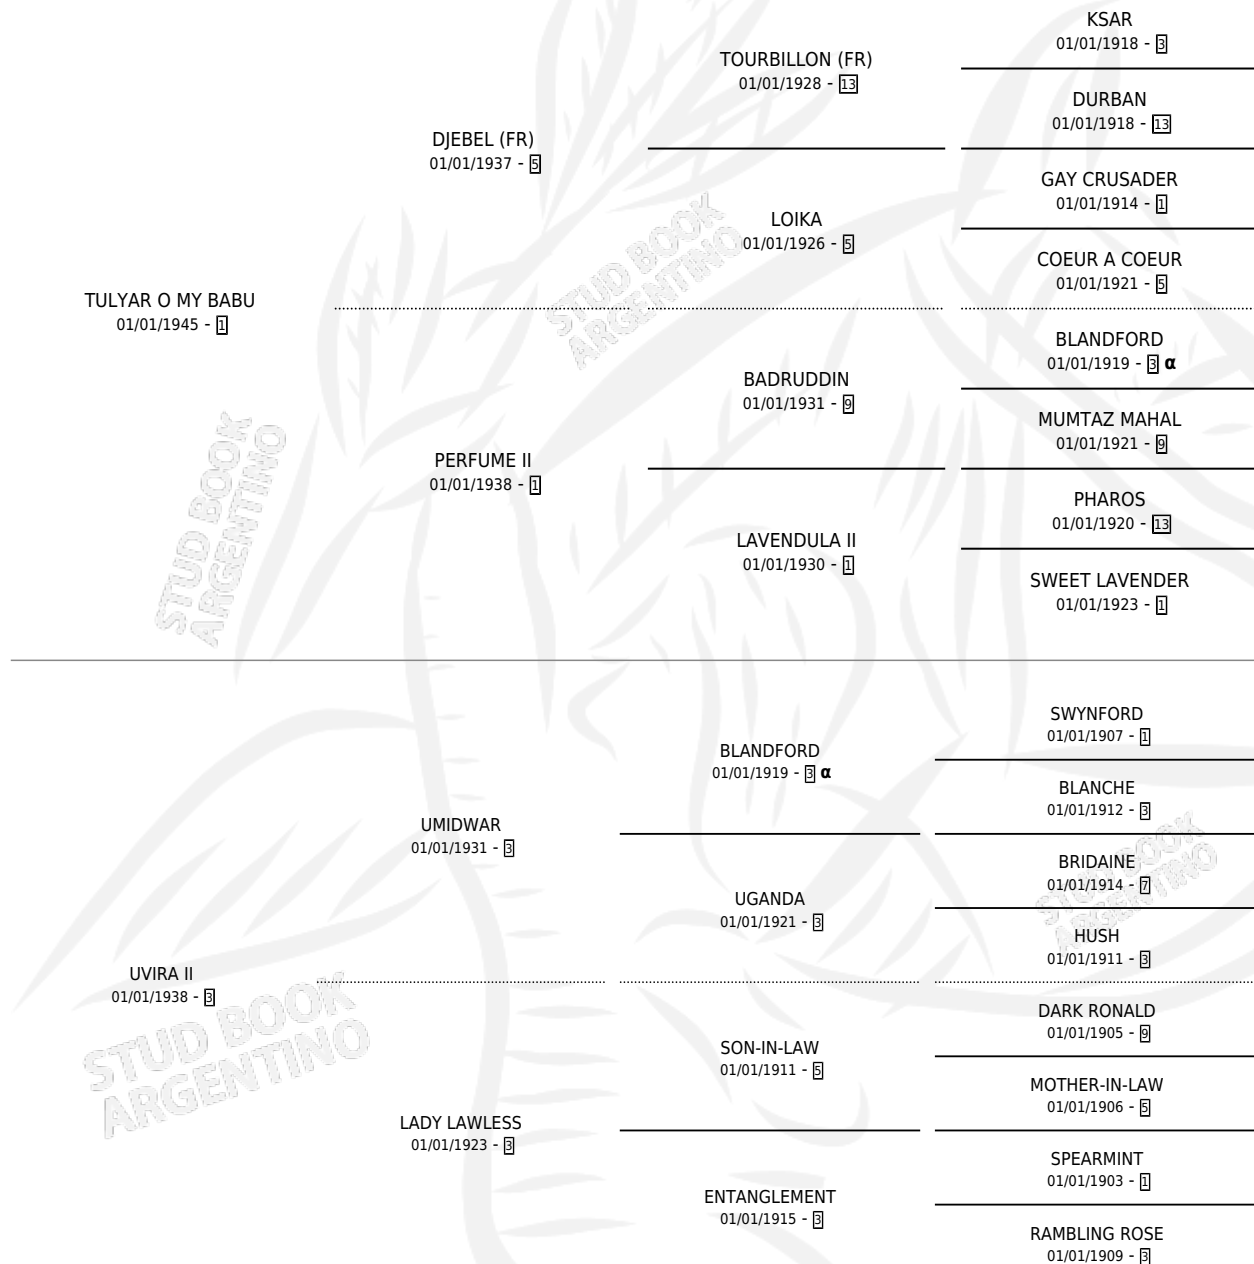 KSAR
01/01/1918 - 3
TOURBILLON (FR)
01/01/1928 - 13
DURBAN
01/01/1918 - 13
DJEBEL (FR)
01/01/1937 - 5
GAY CRUSADER
01/01/1914 - 1
LOIKA
01/01/1926 - 5
COEUR A COEUR
01/01/1921 - 5
STUD BOOK
ARGENTINO
TULYAR O MY BABU
01/01/1945 - 1
BLANDFORD
01/01/1919 - 3 α
BADRUDDIN
01/01/1931 - 9
MUMTAZ MAHAL
01/01/1921 - 9
PERFUME II
01/01/1938 - 1
PHAROS
01/01/1920 - 13
LAVENDULA II
01/01/1930 - 1
SWEET LAVENDER
01/01/1923 - 1
STUD BOOK
ARGENTINO
SWYNFORD
01/01/1907 - 1
BLANDFORD
01/01/1919 - 3 α
BLANCHE
01/01/1912 - 3
UMIDWAR
01/01/1931 - 3
BRIDAINE
01/01/1914 - 7
UGANDA
01/01/1921 - 3
HUSH
01/01/1911 - 3
STUD BOOK
ARGENTINO
UVIRA II
01/01/1938 - 3
STUD BOOK
ARGENTINO
DARK RONALD
01/01/1905 - 9
SON-IN-LAW
01/01/1911 - 5
MOTHER-IN-LAW
01/01/1906 - 5
LADY LAWLESS
01/01/1923 - 3
SPEARMINT
01/01/1903 - 1
ENTANGLEMENT
01/01/1915 - 3
RAMBLING ROSE
01/01/1909 - 3